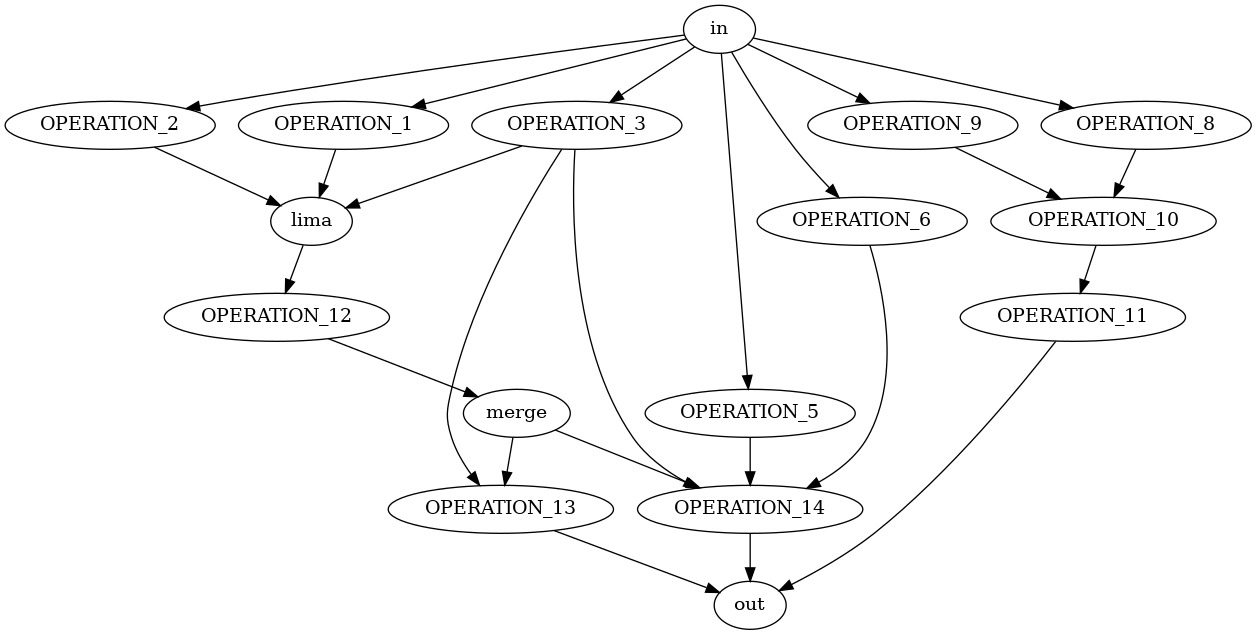 in
OPERATION_2
OPERATION_1
OPERATION_3
OPERATION_9
OPERATION_8
lima
OPERATION_6
OPERATION_10
OPERATION_12
OPERATION_11
merge
OPERATION_5
OPERATION_13
OPERATION_14
out